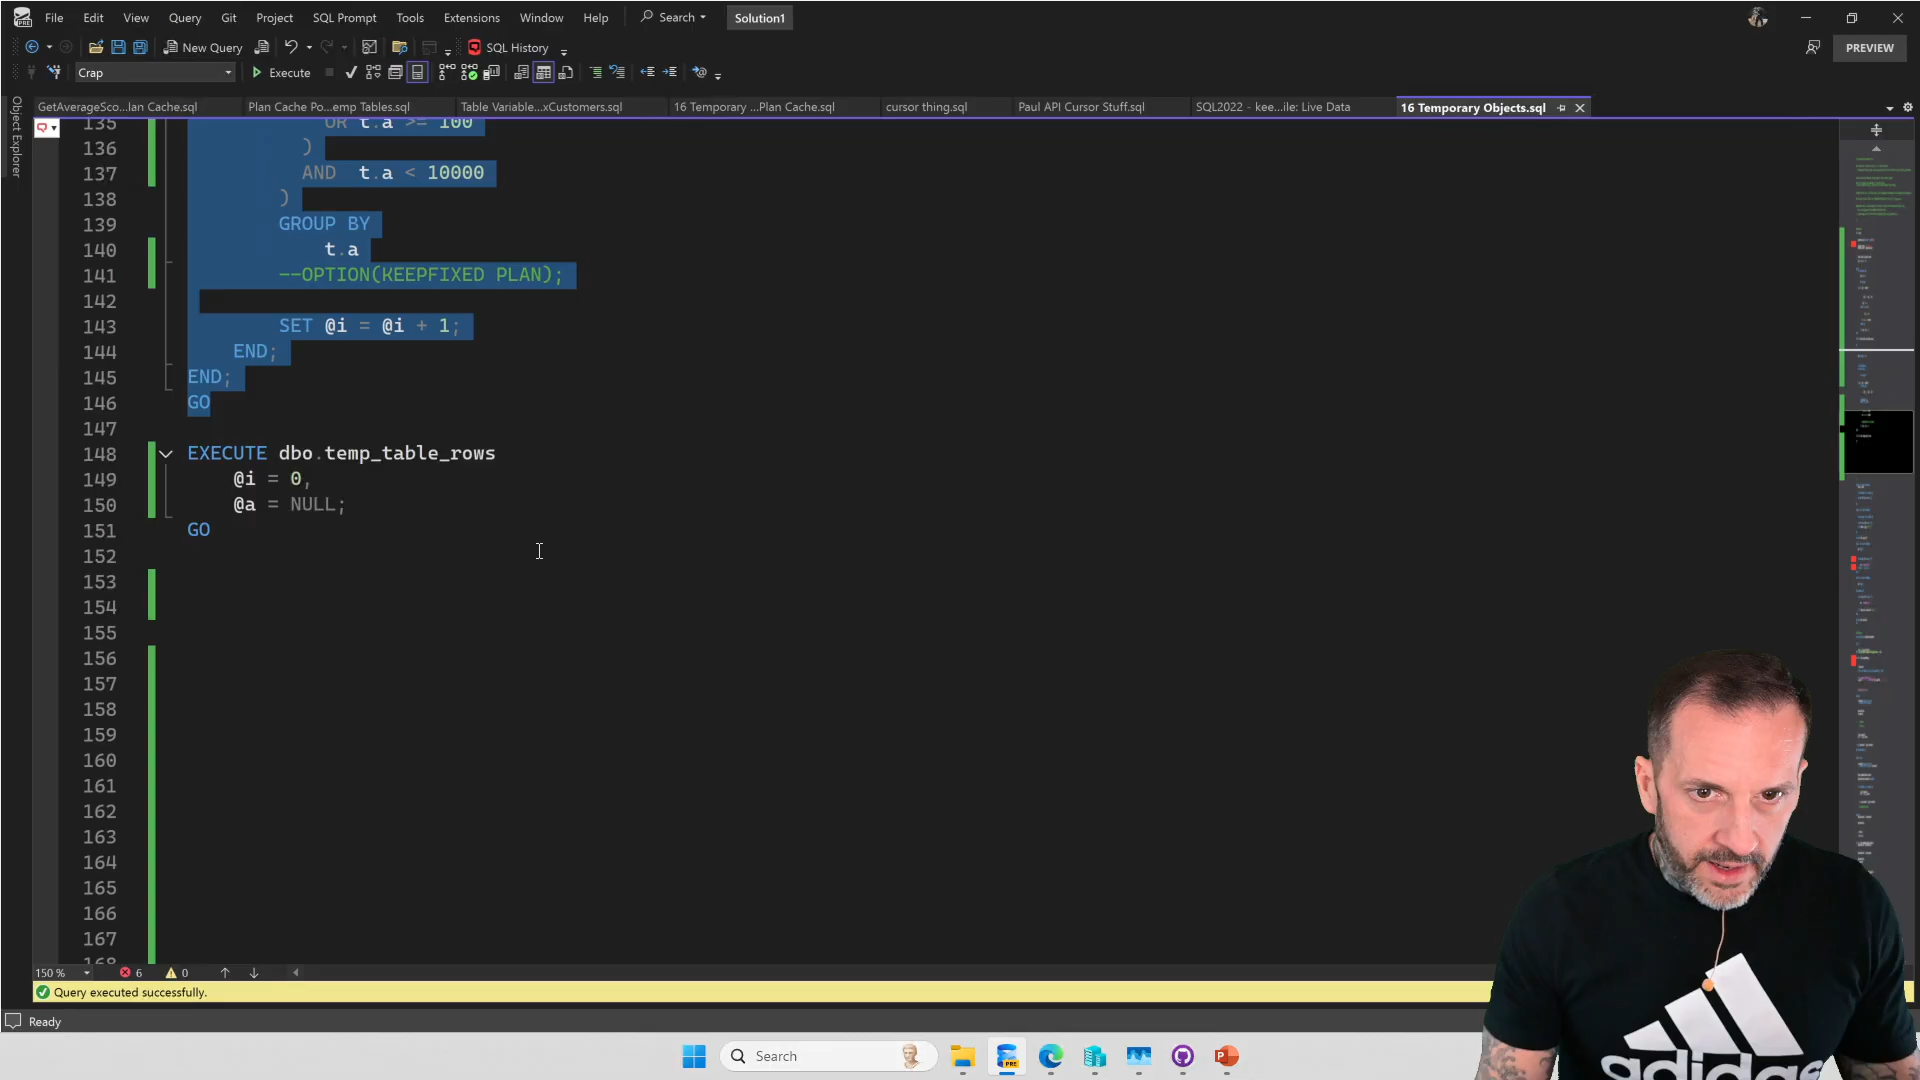 File Edit View Query Git Project SQL Prompt Tools Extensions Window Help Search Solution1
New Query SQL History PREVIEW
Crap Execute
GetAverageSco...lan Cache.sql Plan Cache Po...emp Tables.sql Table Variable...xCustomers.sql 16 Temporary ...Plan Cache.sql cursor thing.sql Paul API Cursor Stuff.sql SQL2022 - kee...ile: Live Data 16 Temporary Objects.sql
Object Explorer
135 OR t.a >= 100
136 )
137 AND t.a < 10000
138 )
139 GROUP BY
140 t.a
141 --OPTION(KEEPFIXED PLAN);
142
143 SET @i = @i + 1;
144 END;
145 END;
146 GO
147
148 EXECUTE dbo.temp_table_rows
149 @i = 0,
150 @a = NULL;
151 GO
152
153
154
155
156
157
158
159
160
161
162
163
164
165
166
167
168
150 % 6 0
Query executed successfully.
Ready
Search
PRE
adidas